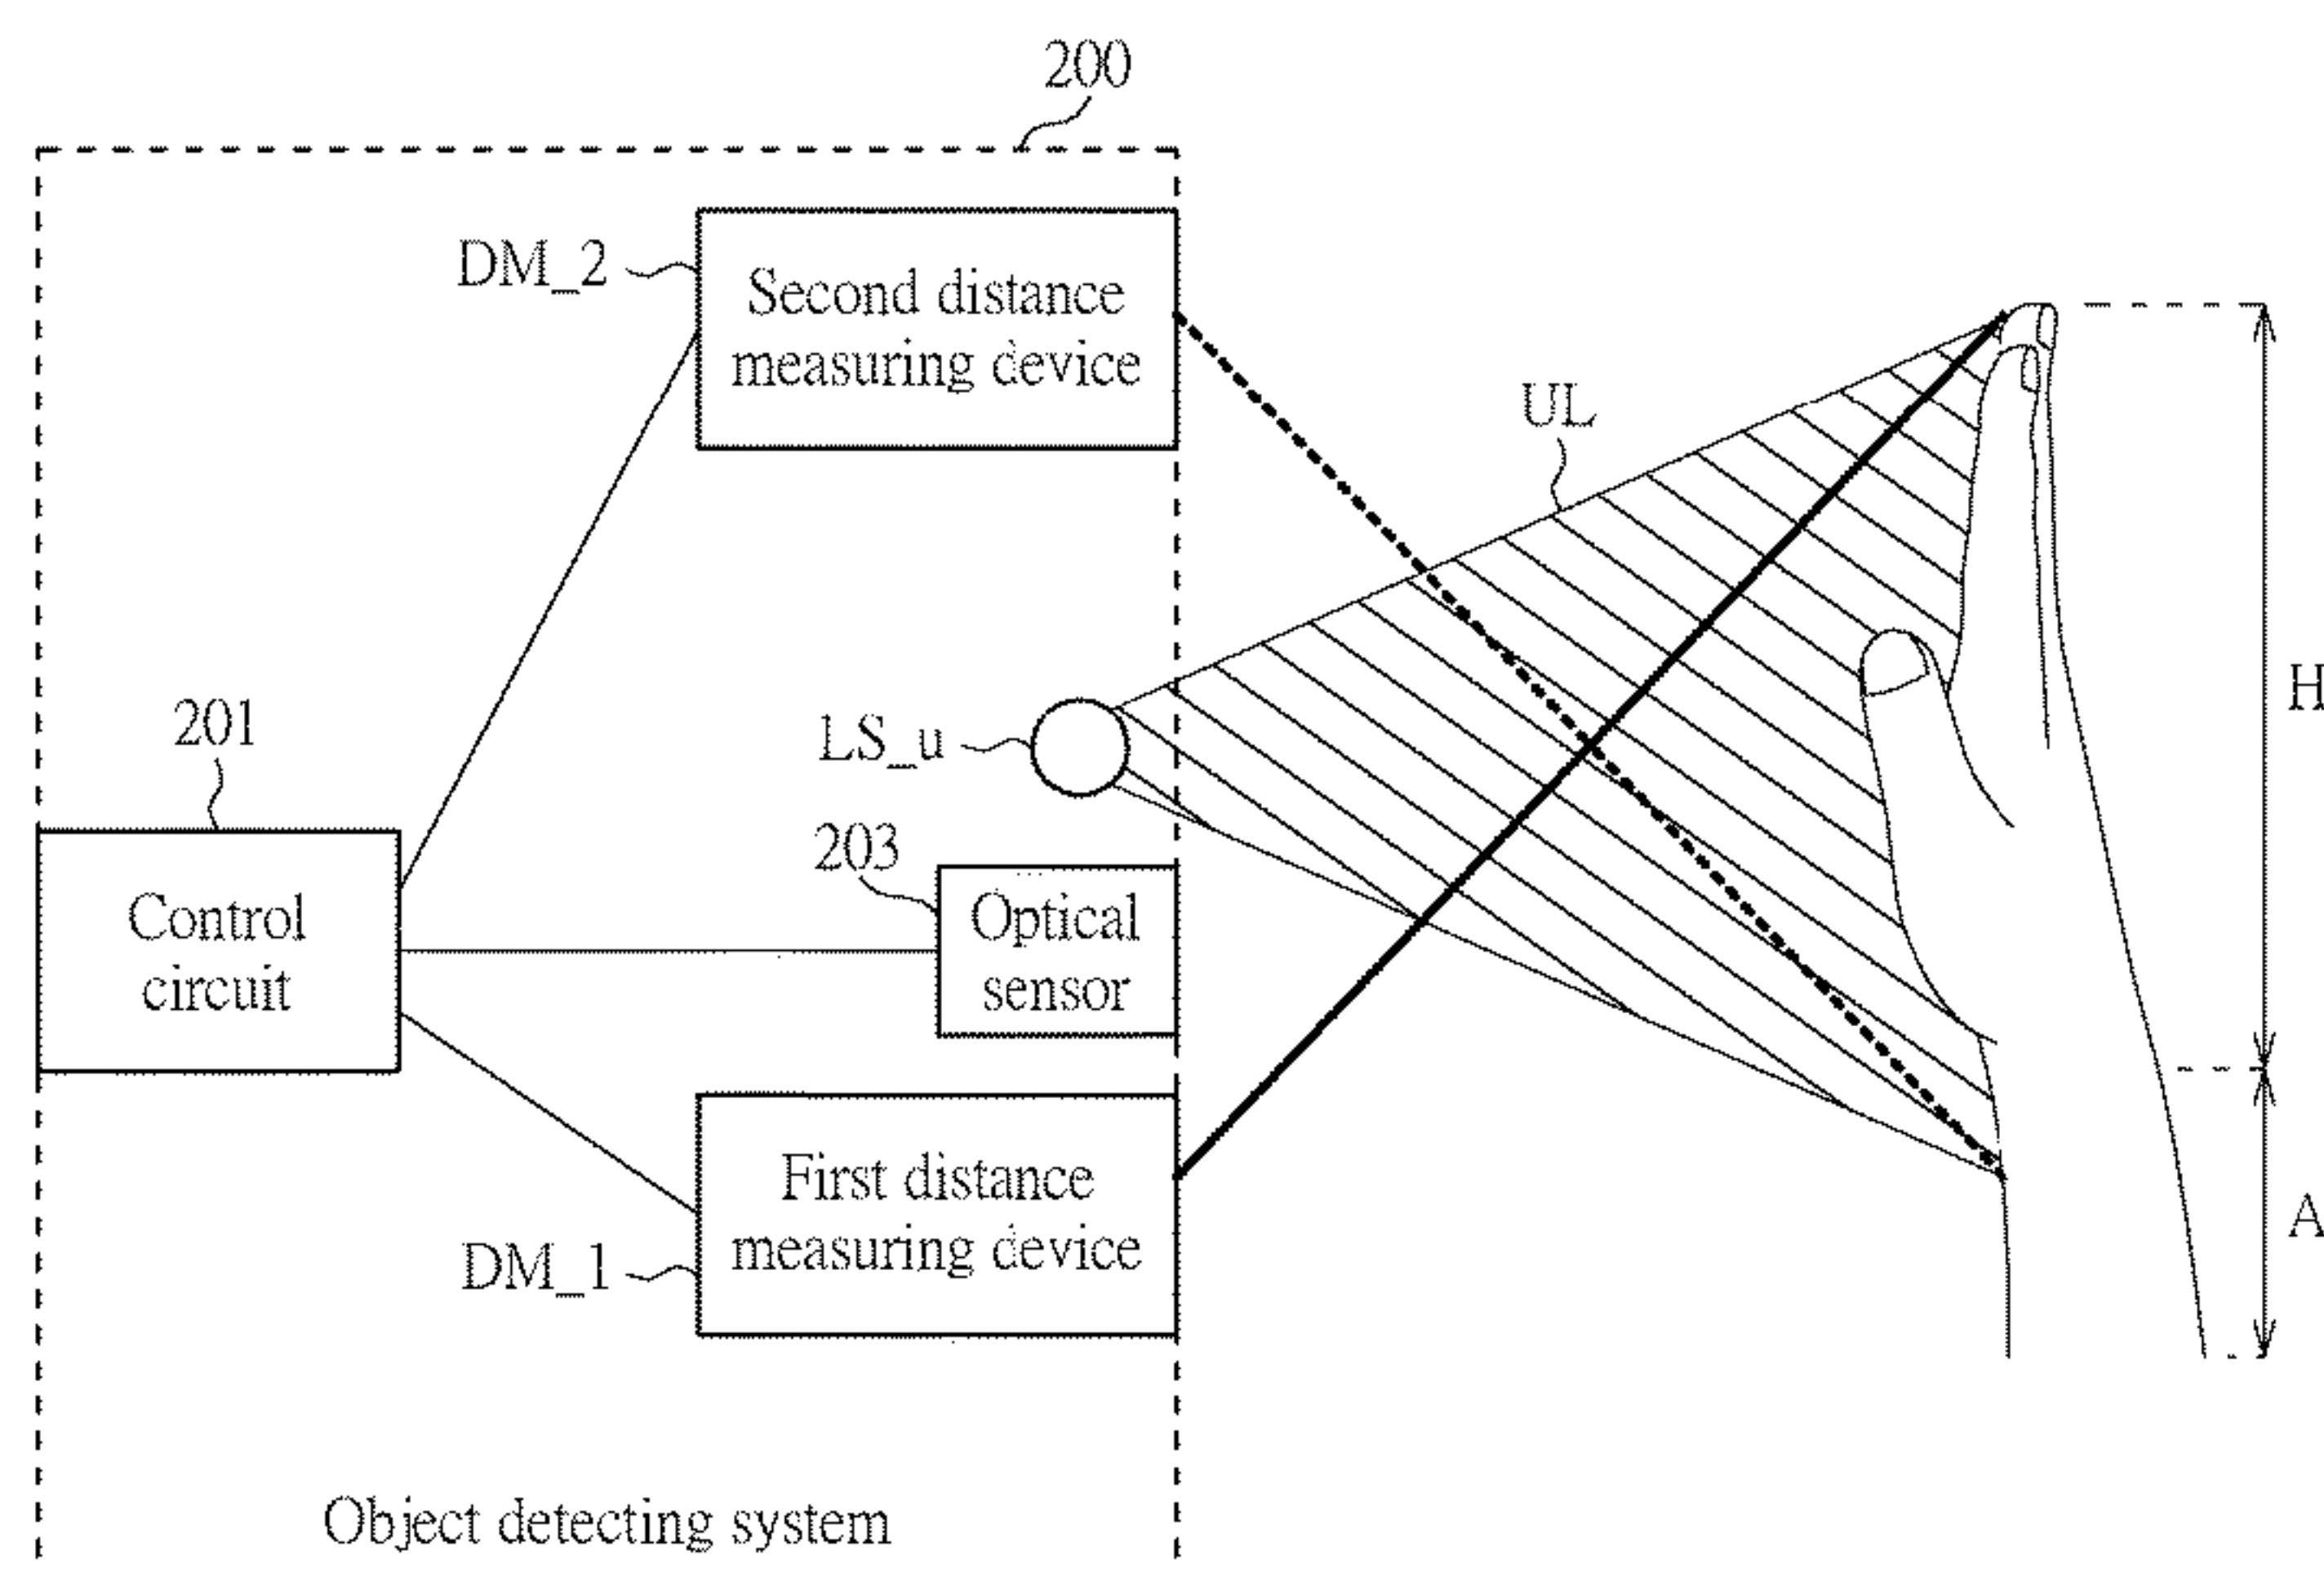 200
DM_2
Second distance
measuring device
UL
H
201
LS_u
203
Control
circuit
Optical
sensor
First distance
measuring device
DM_1
A
Object detecting system